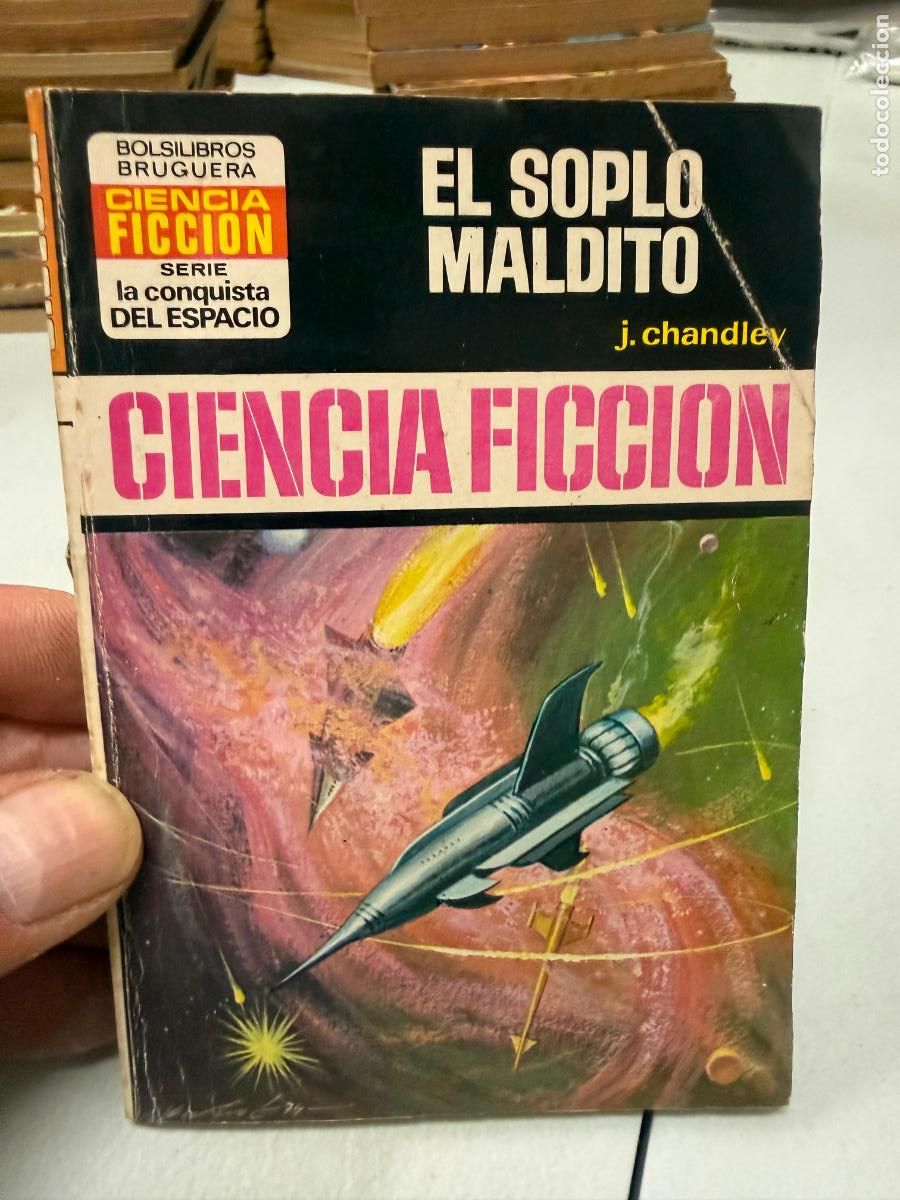 BOLSILIBROS
BRUGUERA
CIENCIA
FICCION
SERIE
la conquista
DEL ESPACIO
EL SOPLO
MALDITO
j. chandley
CIENCIA FICCION
todocoleccion